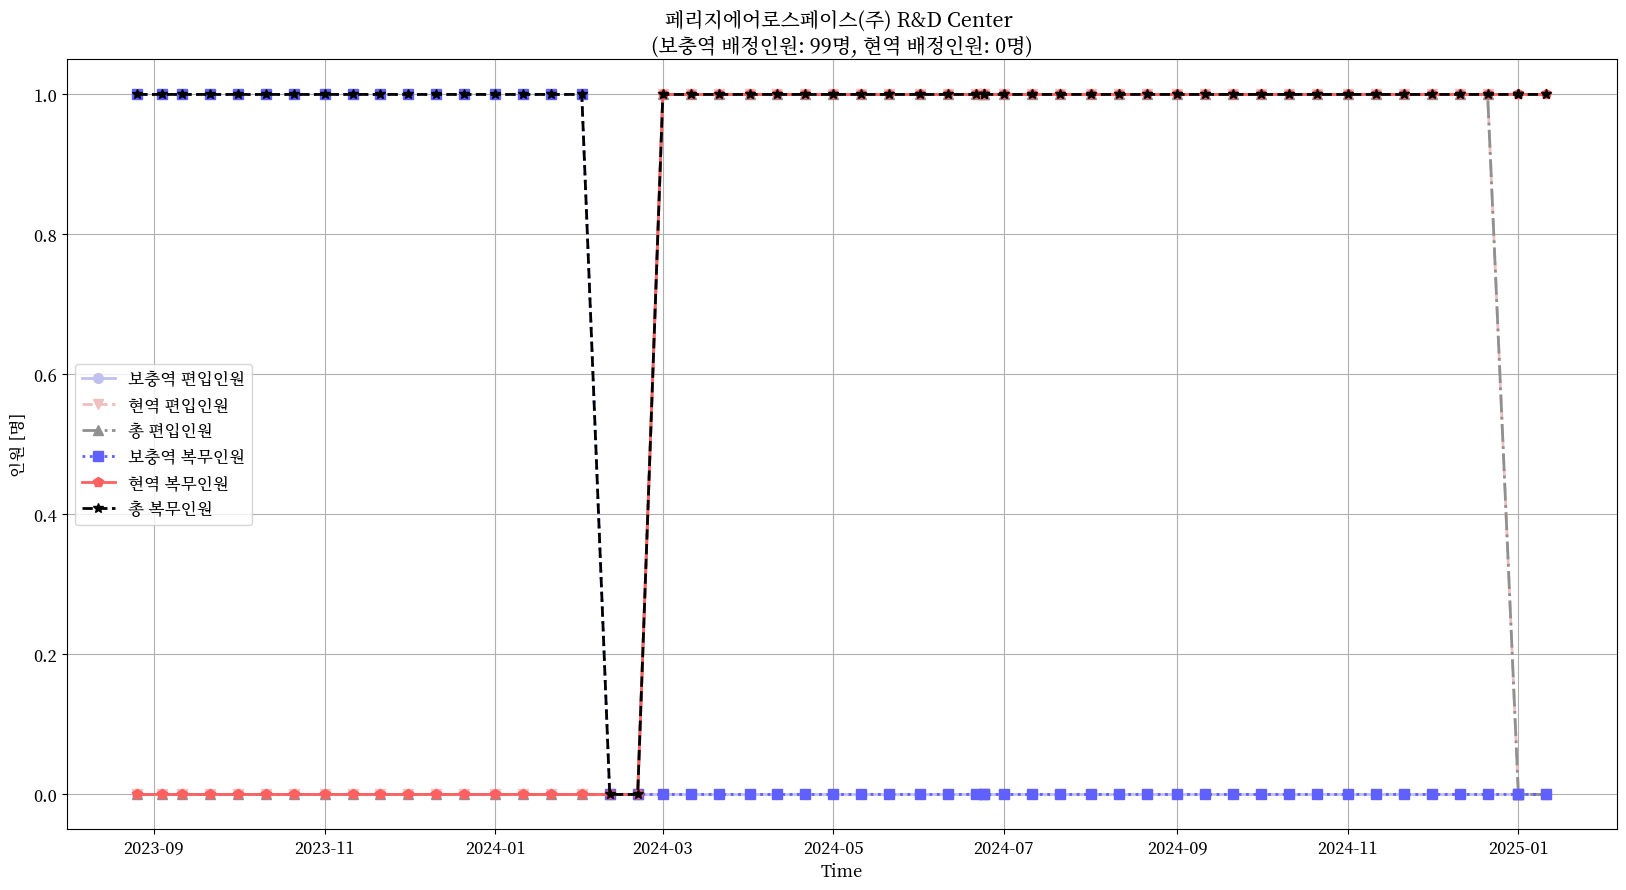 페리지에어로스페이스(주) R&D Center
(보충역 배정인원: 99명, 현역 배정인원: 0명)
1.0
0.8
0.6
0.4
0.2
0.0
인원 [명]
보충역 편입인원
현역 편입인원
총 편입인원
보충역 복무인원
현역 복무인원
총 복무인원
2023-09
2023-11
2024-01
2024-03
2024-05
2024-07
2024-09
2024-11
2025-01
Time